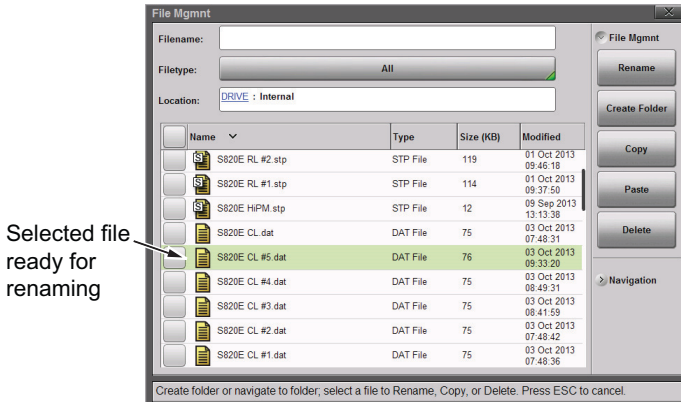 File Mgmnt
Filename:
Filetype: All
Location: DRIVE : Internal
Name Type Size (KB) Modified
S820E RL #2.stp STP File 119 01 Oct 2013 09:46:18
S820E RL #1.stp STP File 114 01 Oct 2013 09:37:50
S820E HiPM.stp STP File 12 09 Sep 2013 13:13:38
S820E CL.dat DAT File 75 03 Oct 2013 07:48:31
S820E CL #5.dat DAT File 76 03 Oct 2013 09:33:20
S820E CL #4.dat DAT File 75 03 Oct 2013 08:49:31
S820E CL #3.dat DAT File 75 03 Oct 2013 08:41:59
S820E CL #2.dat DAT File 75 03 Oct 2013 07:48:42
S820E CL #1.dat DAT File 75 03 Oct 2013 07:48:36
File Mgmnt
Rename
Create Folder
Copy
Paste
Delete
Navigation
Create folder or navigate to folder; select a file to Rename, Copy, or Delete. Press ESC to cancel.
Selected file
ready for
renaming